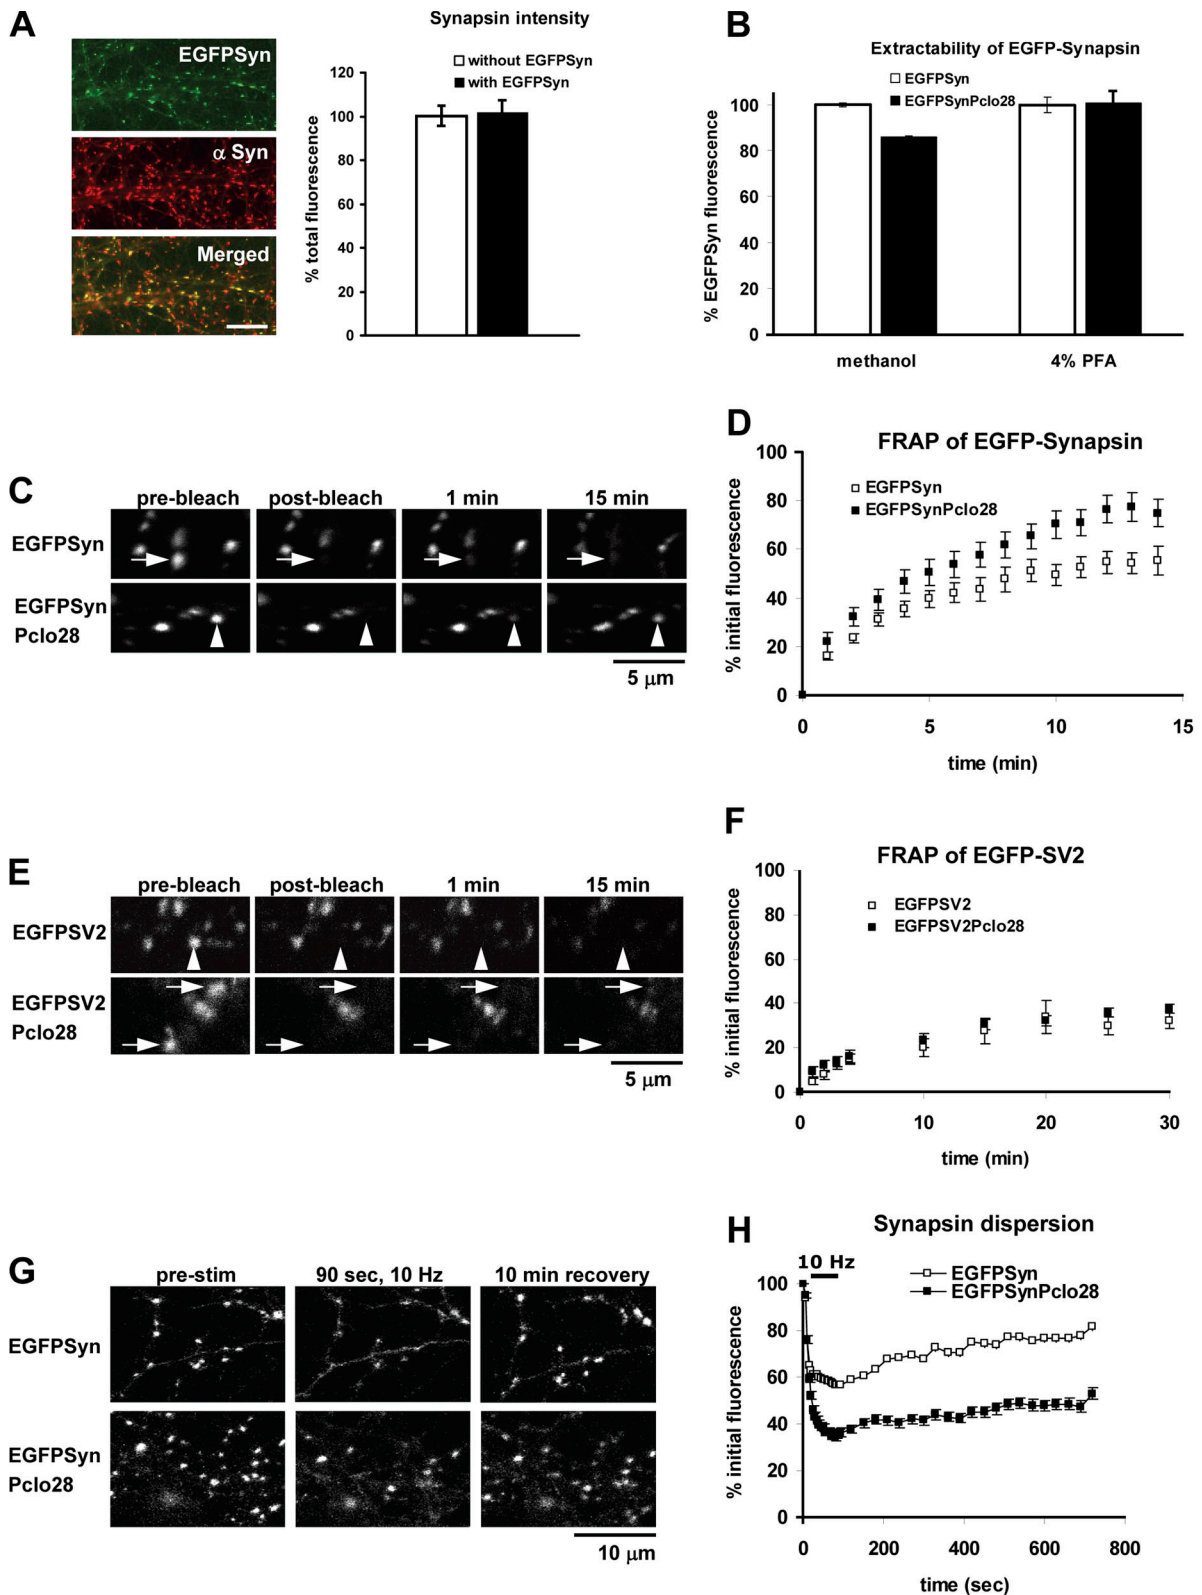 A
EGFPSyn
α Syn
Merged
Synapsin intensity
without EGFPSyn
with EGFPSyn
% total fluorescence
120
100
80
60
40
20
0
B
Extractability of EGFP-Synapsin
EGFPSyn
EGFPSynPclo28
% EGFPSyn fluorescence
100
80
60
40
20
0
methanol 4% PFA
C
pre-bleach post-bleach 1 min 15 min
EGFPSyn
EGFPSyn
Pclo28
5 μm
D
FRAP of EGFP-Synapsin
EGFPSyn
EGFPSynPclo28
% initial fluorescence
100
80
60
40
20
0
0 5 10 15
time (min)
E
pre-bleach post-bleach 1 min 15 min
EGFPSV2
EGFPSV2
Pclo28
5 μm
F
FRAP of EGFP-SV2
EGFPSV2
EGFPSV2Pclo28
% initial fluorescence
100
80
60
40
20
0
0 10 20 30
time (min)
G
pre-stim 90 sec, 10 Hz 10 min recovery
EGFPSyn
EGFPSyn
Pclo28
10 μm
H
Synapsin dispersion
10 Hz
EGFPSyn
EGFPSynPclo28
% initial fluorescence
100
80
60
40
20
0
0 200 400 600 800
time (sec)